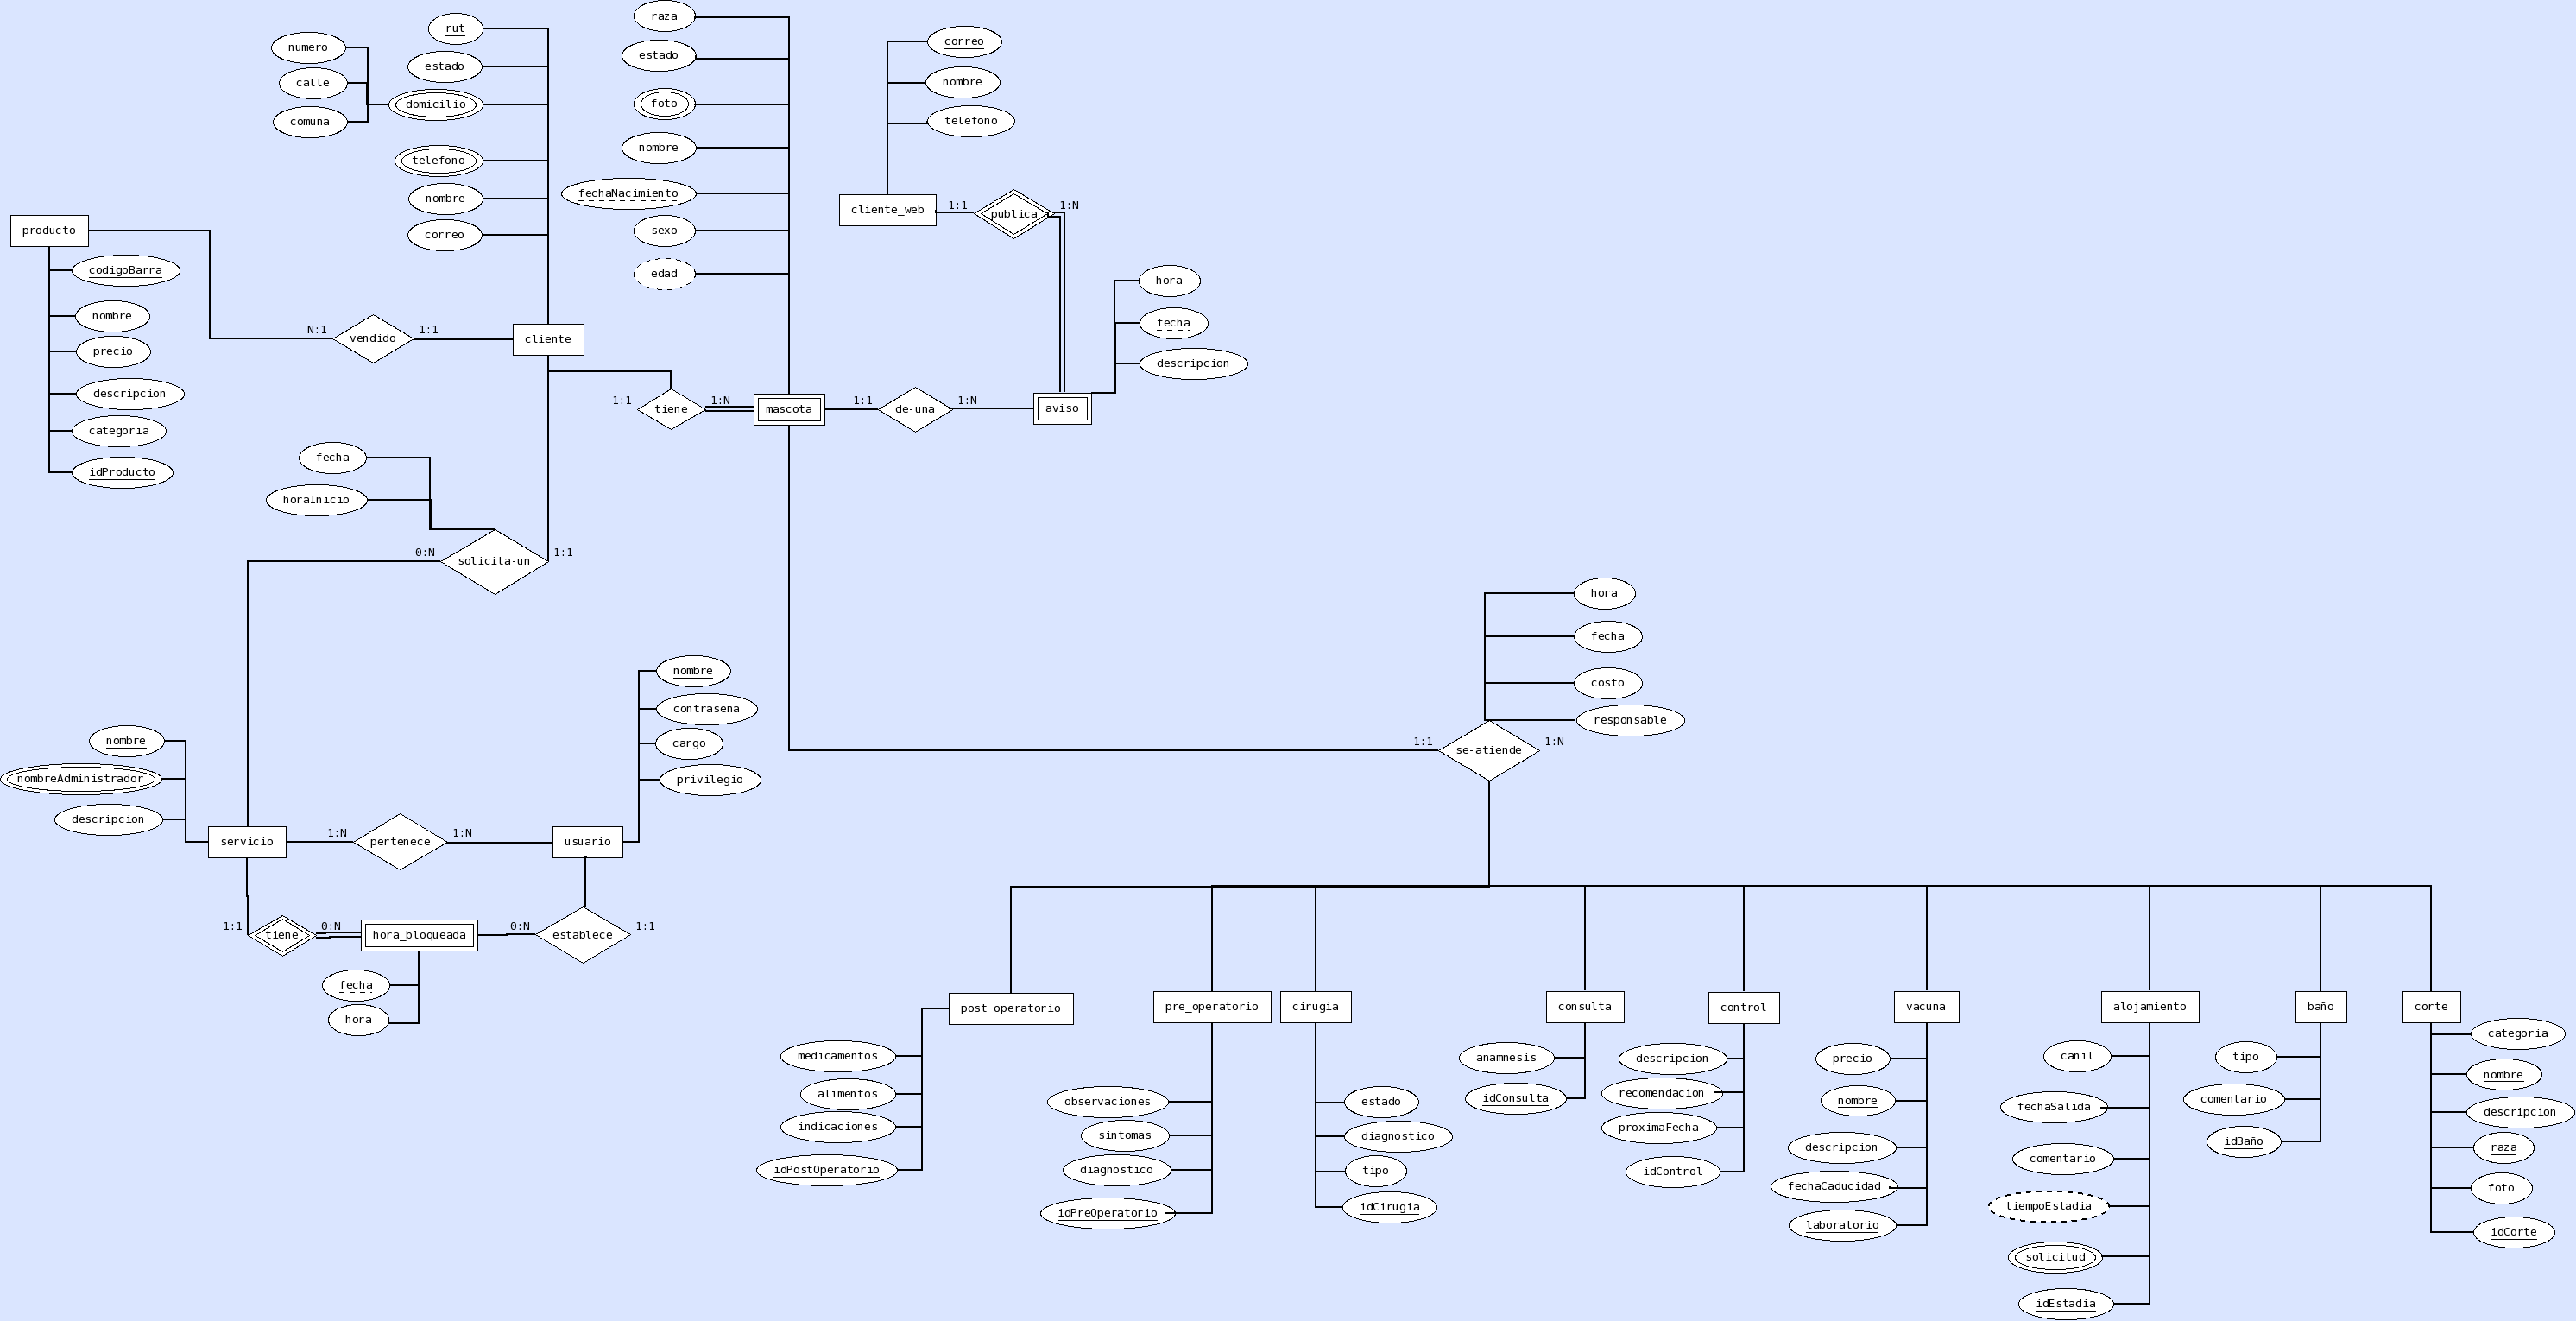 raza
rut
estado
numero
estado
calle
domicilio
foto
comuna
telefono
nombre
nombre
fechaNacimiento
correo
sexo
edad
correo
nombre
telefono
cliente_web
1:1
publica
1:N
producto
codigoBarra
nombre
precio
descripcion
categoria
idProducto
N:1
vendido
1:1
cliente
hora
fecha
descripcion
1:1
tiene
1:N
mascota
1:1
de-una
1:N
aviso
fecha
horaInicio
0:N
solicita-un
1:1
hora
fecha
costo
responsable
1:1
se-atiende
1:N
nombre
contraseña
cargo
privilegio
nombre
nombreAdministrador
descripcion
servicio
1:N
pertenece
1:N
usuario
1:1
tiene
0:N
hora_bloqueada
0:N
establece
1:1
fecha
hora
post_operatorio
medicamentos
alimentos
indicaciones
idPostOperatorio
pre_operatorio
observaciones
sintomas
diagnostico
idPreOperatorio
cirugia
estado
diagnostico
tipo
idCirugia
consulta
anamnesis
idConsulta
control
descripcion
recomendacion
proximaFecha
idControl
vacuna
precio
nombre
descripcion
fechaCaducidad
laboratorio
alojamiento
canil
fechaSalida
comentario
tiempoEstadia
solicitud
idEstadia
baño
tipo
comentario
idBaño
corte
categoria
nombre
descripcion
raza
foto
idCorte